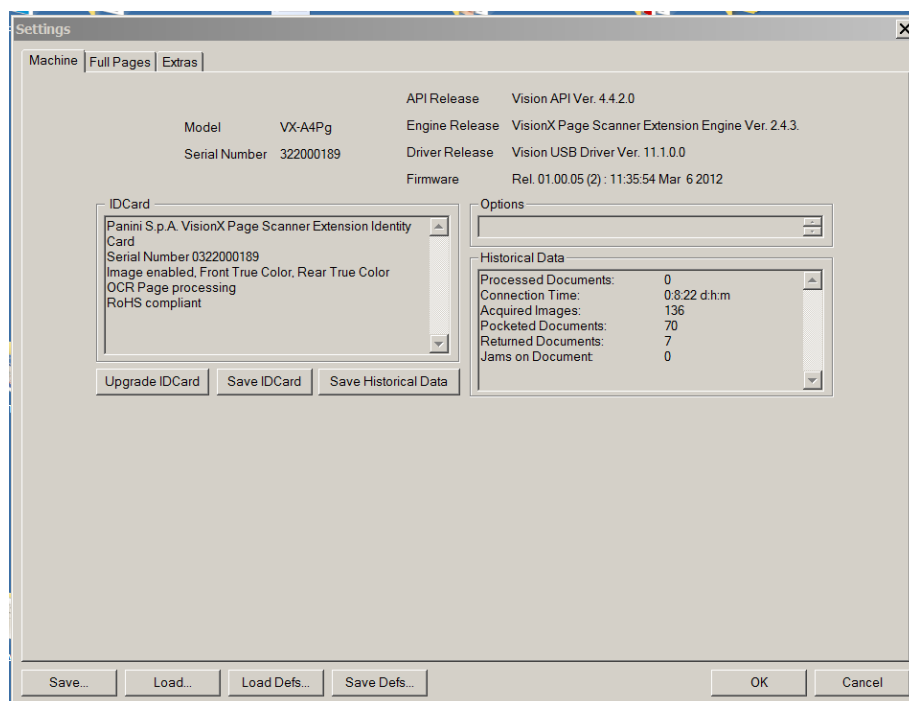 Settings
Machine
Full Pages
Extras
API Release Vision API Ver. 4.4.2.0
Model VX-A4Pg
Engine Release VisionX Page Scanner Extension Engine Ver. 2.4.3.
Serial Number 322000189
Driver Release Vision USB Driver Ver. 11.1.0.0
Firmware Rel. 01.00.05 (2) : 11:35:54 Mar 6 2012
IDCard
Panini S.p.A. VisionX Page Scanner Extension Identity
Card
Serial Number 0322000189
Image enabled, Front True Color, Rear True Color
OCR Page processing
RoHS compliant
Upgrade IDCard
Save IDCard
Save Historical Data
Options
Historical Data
Processed Documents: 0
Connection Time: 0:8:22 d:h:m
Acquired Images: 136
Pocketed Documents: 70
Returned Documents: 7
Jams on Document: 0
Save...
Load...
Load Defs...
Save Defs...
OK
Cancel